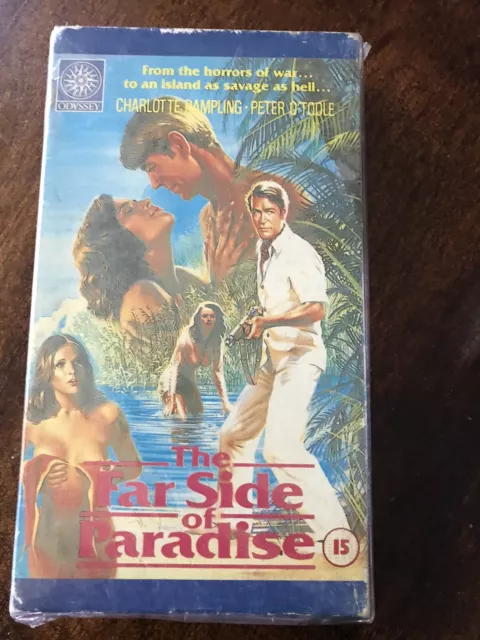 ODYSSEY
From the horrors of war...
to an island as savage as hell...
CHARLOTTE RAMPLING · PETER O'TOOLE
The
Far Side
of
Paradise
15